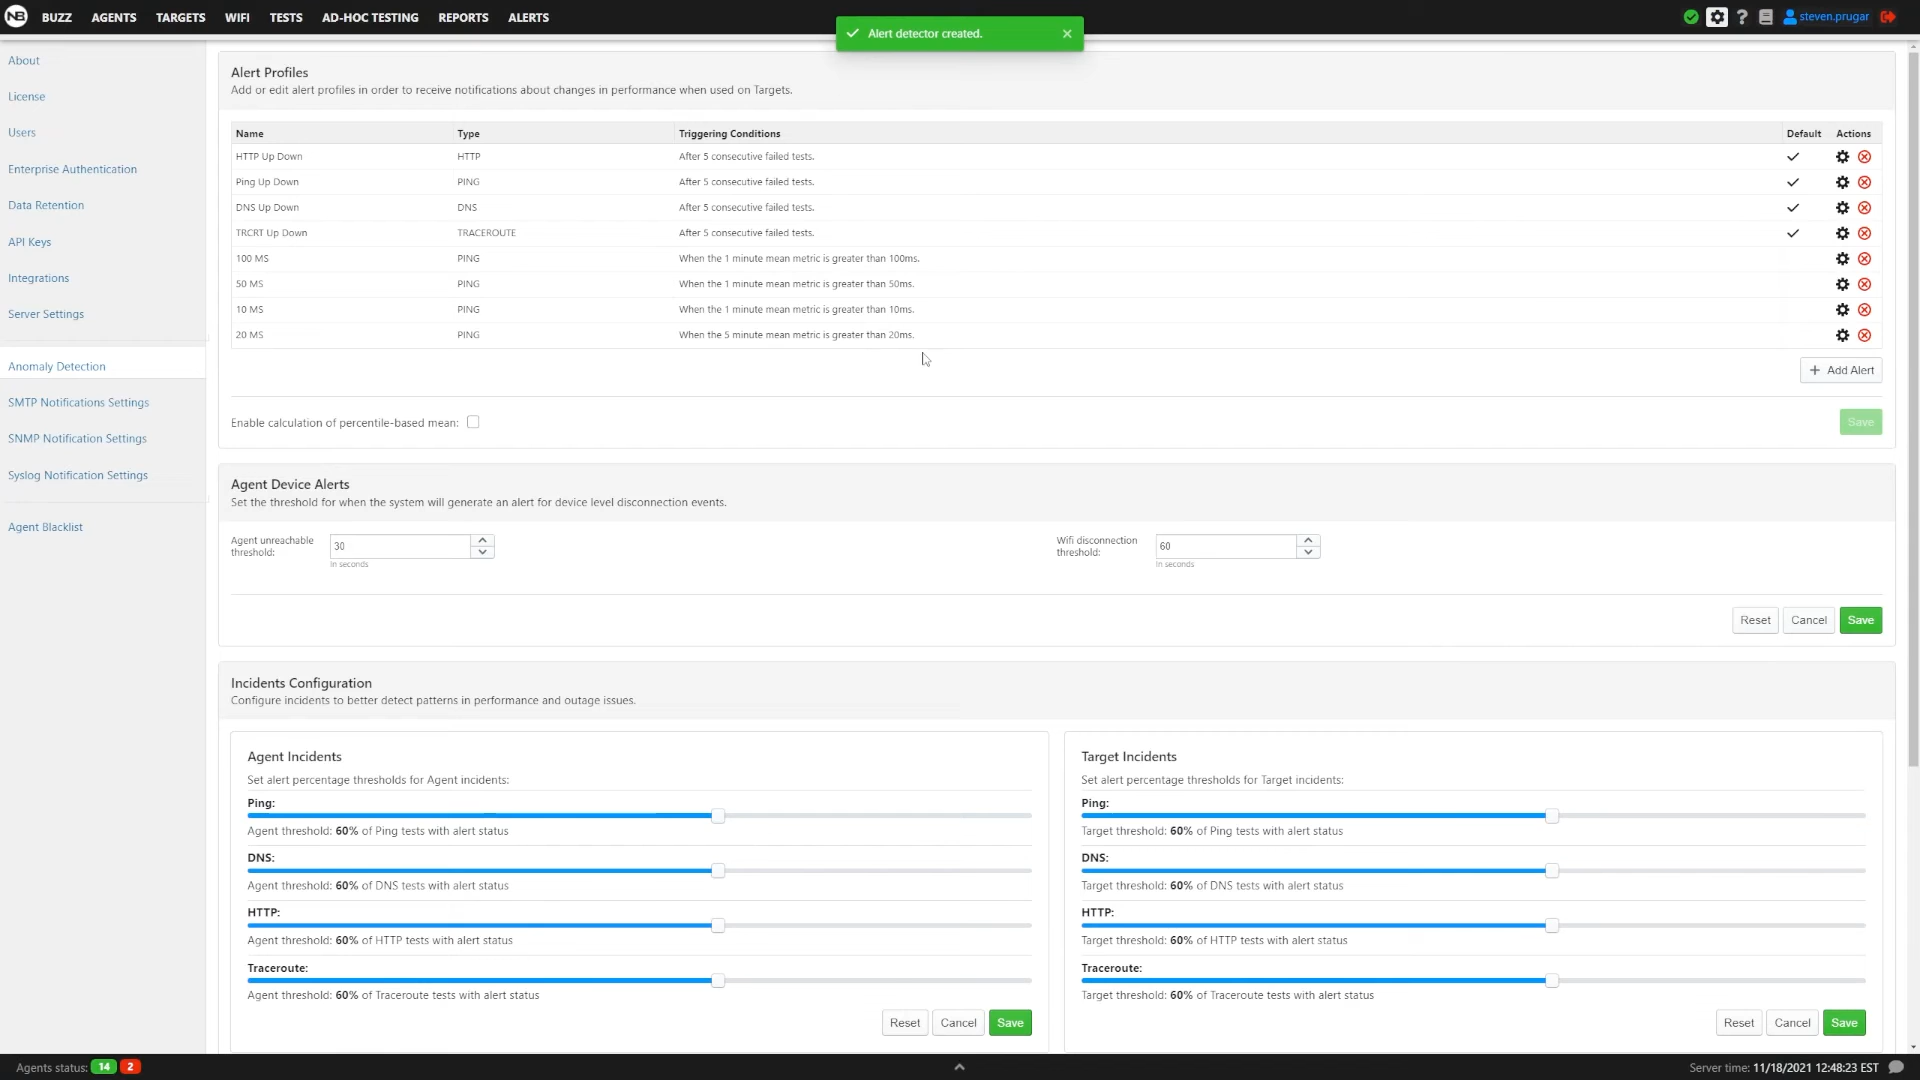 NB BUZZ AGENTS TARGETS WIFI TESTS AD-HOC TESTING REPORTS ALERTS
Alert detector created.
steven.prugar
About
License
Users
Enterprise Authentication
Data Retention
API Keys
Integrations
Server Settings
Anomaly Detection
SMTP Notifications Settings
SNMP Notification Settings
Syslog Notification Settings
Agent Blacklist
Alert Profiles
Add or edit alert profiles in order to receive notifications about changes in performance when used on Targets.
Name Type Triggering Conditions Default Actions
HTTP Up Down HTTP After 5 consecutive failed tests.
Ping Up Down PING After 5 consecutive failed tests.
DNS Up Down DNS After 5 consecutive failed tests.
TRCRT Up Down TRACEROUTE After 5 consecutive failed tests.
100 MS PING When the 1 minute mean metric is greater than 100ms.
50 MS PING When the 1 minute mean metric is greater than 50ms.
10 MS PING When the 1 minute mean metric is greater than 10ms.
20 MS PING When the 5 minute mean metric is greater than 20ms.
+ Add Alert
Enable calculation of percentile-based mean:
Save
Agent Device Alerts
Set the threshold for when the system will generate an alert for device level disconnection events.
Agent unreachable threshold: 30
In seconds
Wifi disconnection threshold: 60
In seconds
Reset Cancel Save
Incidents Configuration
Configure incidents to better detect patterns in performance and outage issues.
Agent Incidents
Set alert percentage thresholds for Agent incidents:
Ping:
Agent threshold: 60% of Ping tests with alert status
DNS:
Agent threshold: 60% of DNS tests with alert status
HTTP:
Agent threshold: 60% of HTTP tests with alert status
Traceroute:
Agent threshold: 60% of Traceroute tests with alert status
Reset Cancel Save
Target Incidents
Set alert percentage thresholds for Target incidents:
Ping:
Target threshold: 60% of Ping tests with alert status
DNS:
Target threshold: 60% of DNS tests with alert status
HTTP:
Target threshold: 60% of HTTP tests with alert status
Traceroute:
Target threshold: 60% of Traceroute tests with alert status
Reset Cancel Save
Agents status: 14 2
Server time: 11/18/2021 12:48:23 EST